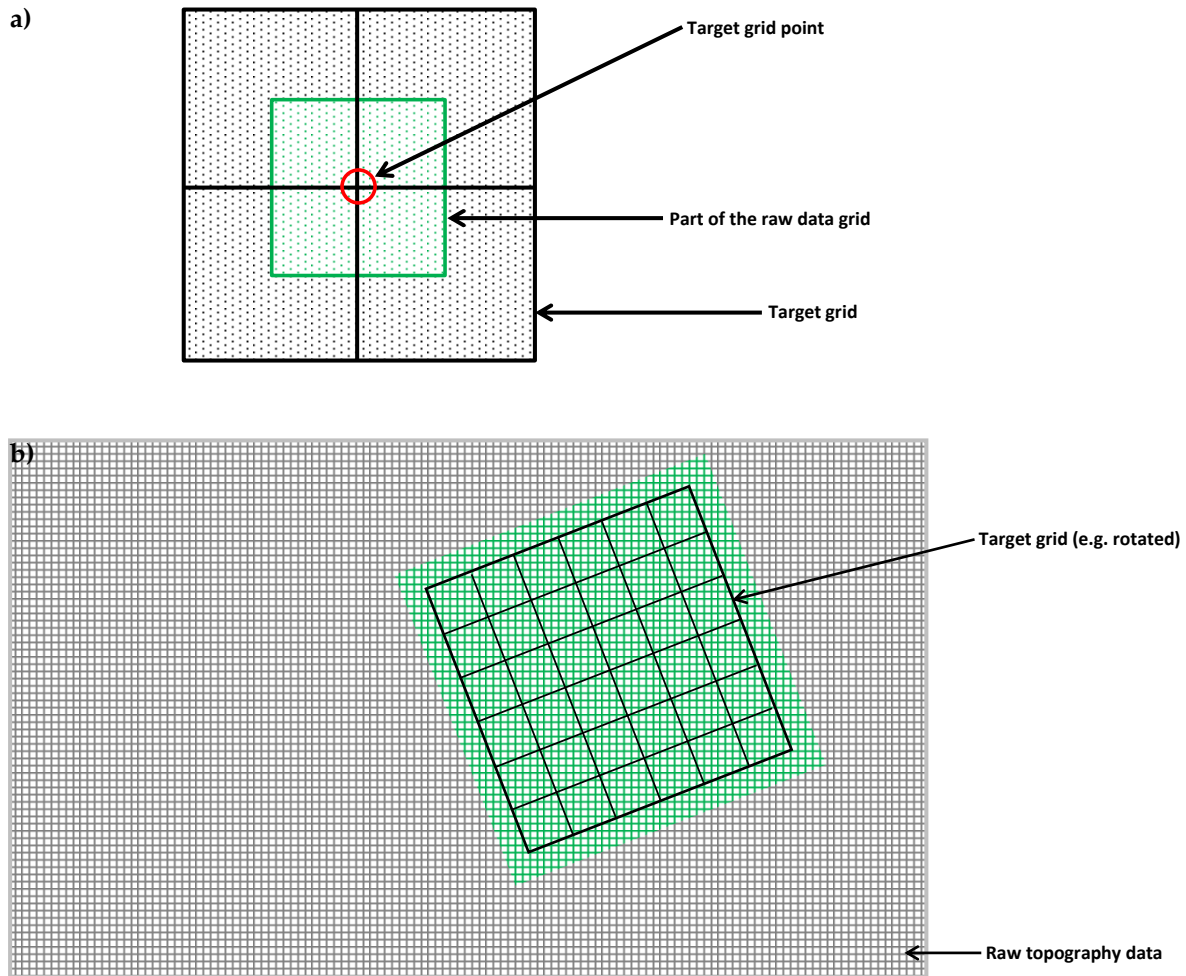 a)
Target grid point
Part of the raw data grid
Target grid
b)
Target grid (e.g. rotated)
Raw topography data